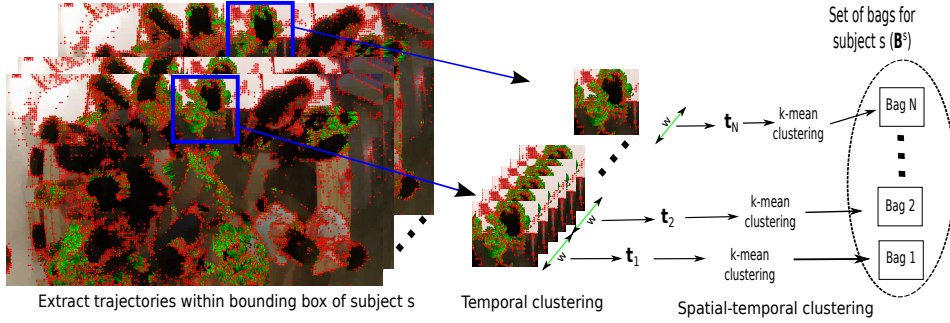 Set of bags for
subject s (Bˢ)
w
t_N
k-mean
clustering
Bag N
w
t_2
k-mean
clustering
Bag 2
w
t_1
k-mean
clustering
Bag 1
Extract trajectories within bounding box of subject s
Temporal clustering
Spatial-temporal clustering